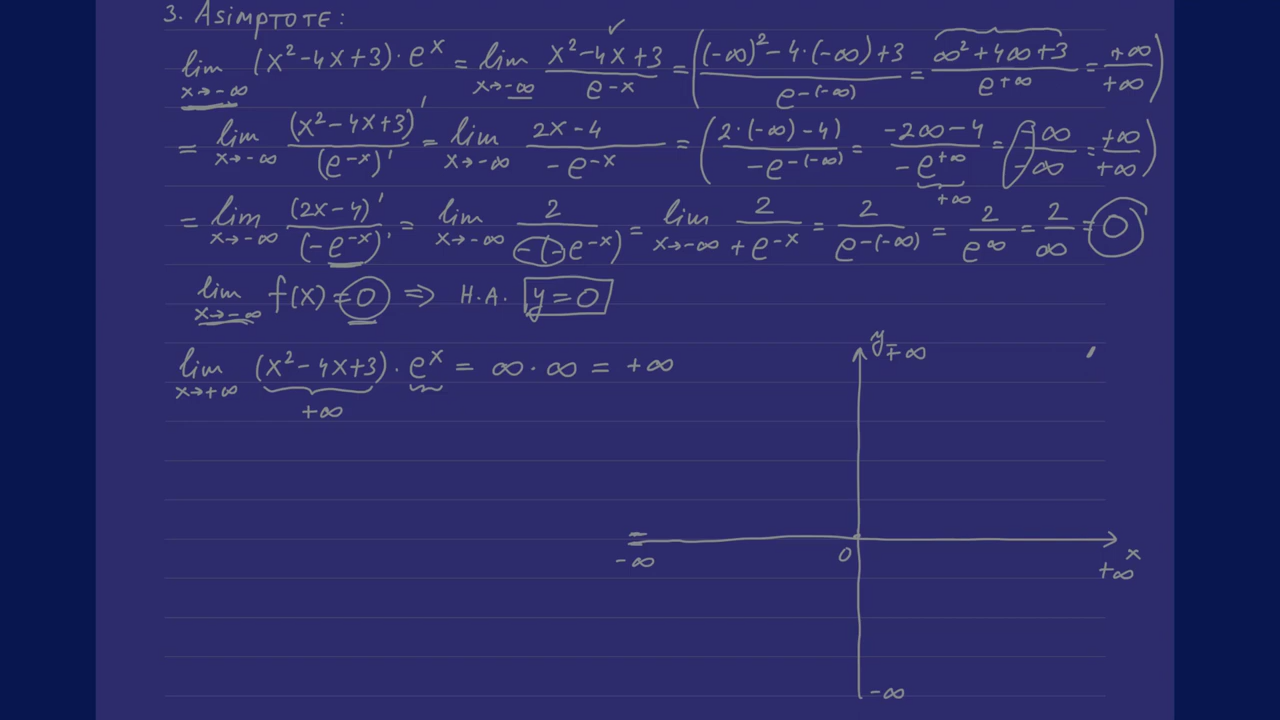 3. ASIMPTOTE:
lim x→-∞ (x²-4x+3)·eˣ = lim x→-∞ (x²-4x+3)/(e^(-x)) = ( ((-∞)²-4·(-∞)+3)/(e^(-(-∞))) = (∞²+4∞+3)/(e^(+∞)) = (+∞)/(+∞) )
= lim x→-∞ (x²-4x+3)'/(e^(-x))' = lim x→-∞ (2x-4)/(-e^(-x)) = ( (2·(-∞)-4)/(-e^(-(-∞))) = (-2∞-4)/(-e^(+∞)) = (-∞)/(-∞) = (+∞)/(+∞) )
+∞
= lim x→-∞ (2x-4)'/(-e^(-x))' = lim x→-∞ 2/(-(-e^(-x))) = lim x→-∞ 2/(+e^(-x)) = 2/(e^(-(-∞))) = 2/(e^∞) = 2/∞ = 0
lim x→-∞ f(x) = 0 ⇒ H.A. y=0
lim x→+∞ (x²-4x+3)·eˣ = ∞·∞ = +∞
+∞
y +∞
-∞
0
x
+∞
-∞